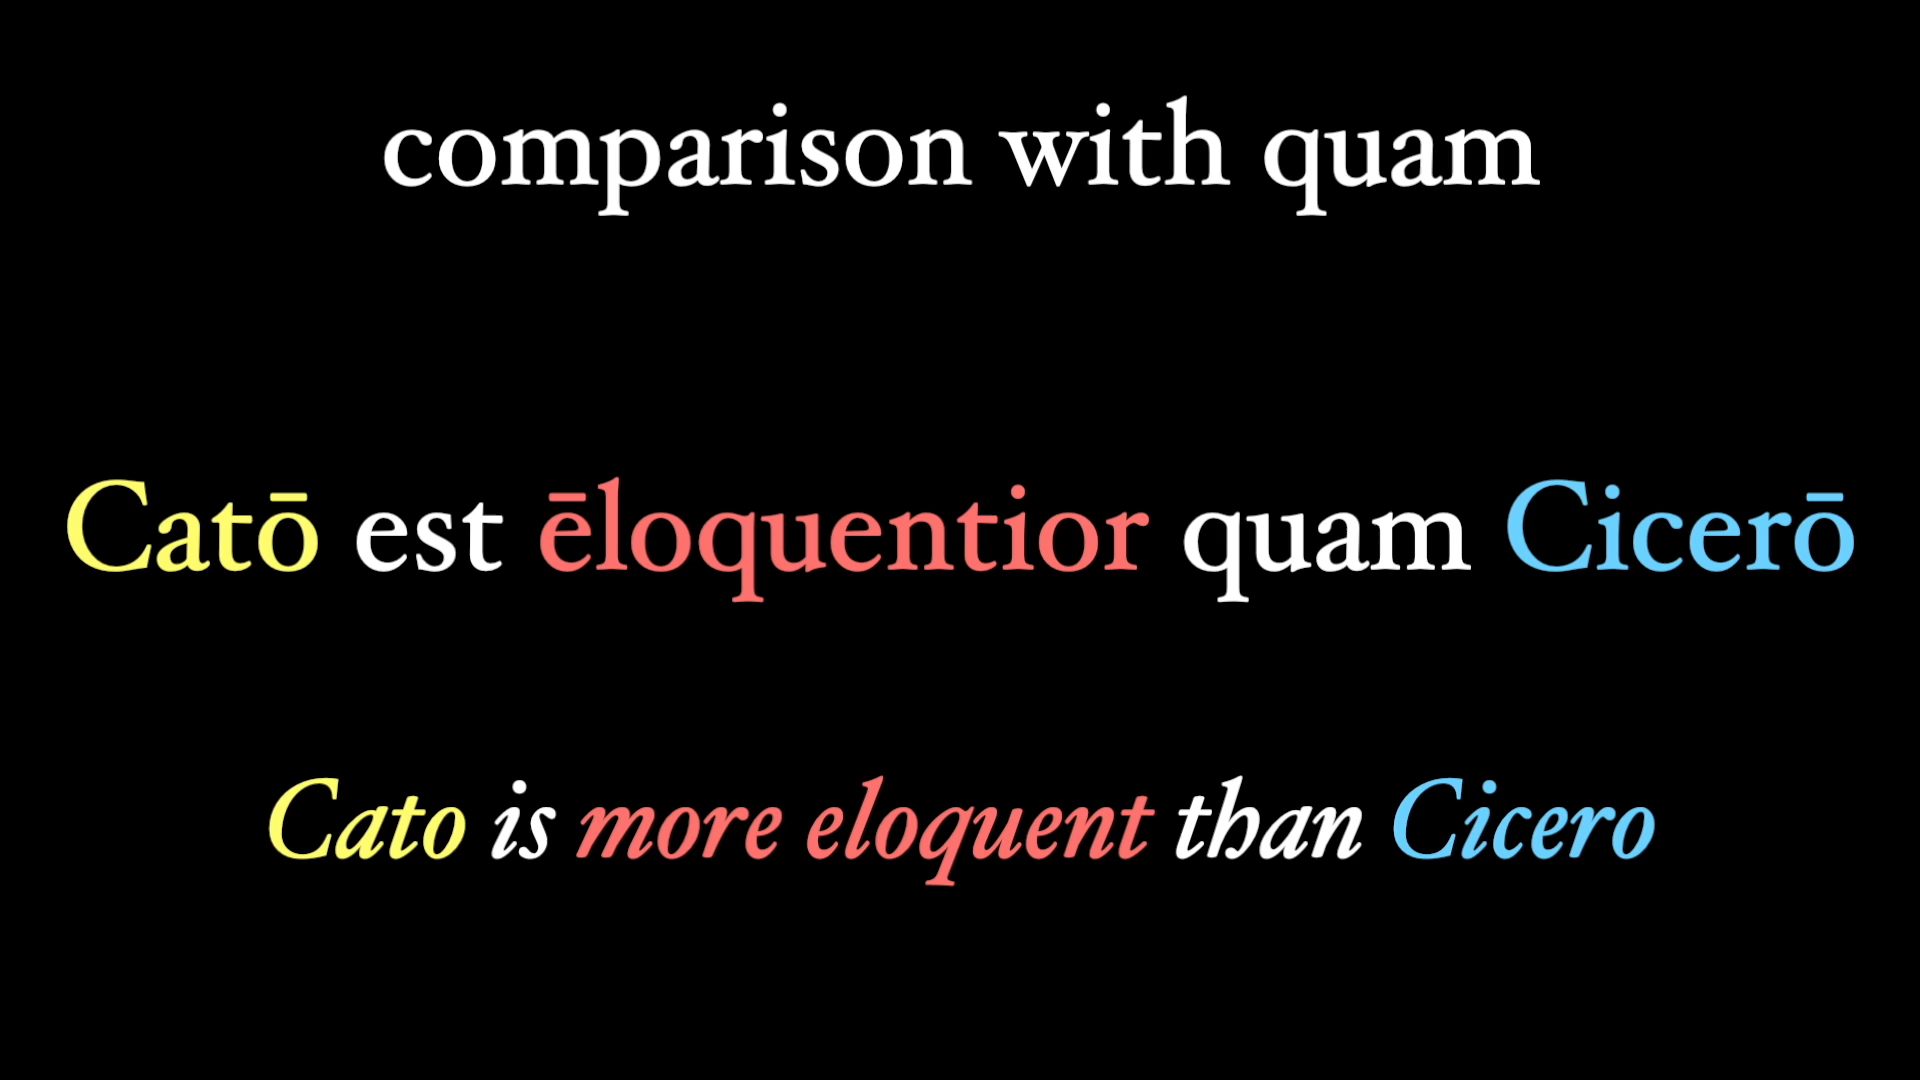 comparison with quam
Catō est ēloquentior quam Cicerō
Cato is more eloquent than Cicero